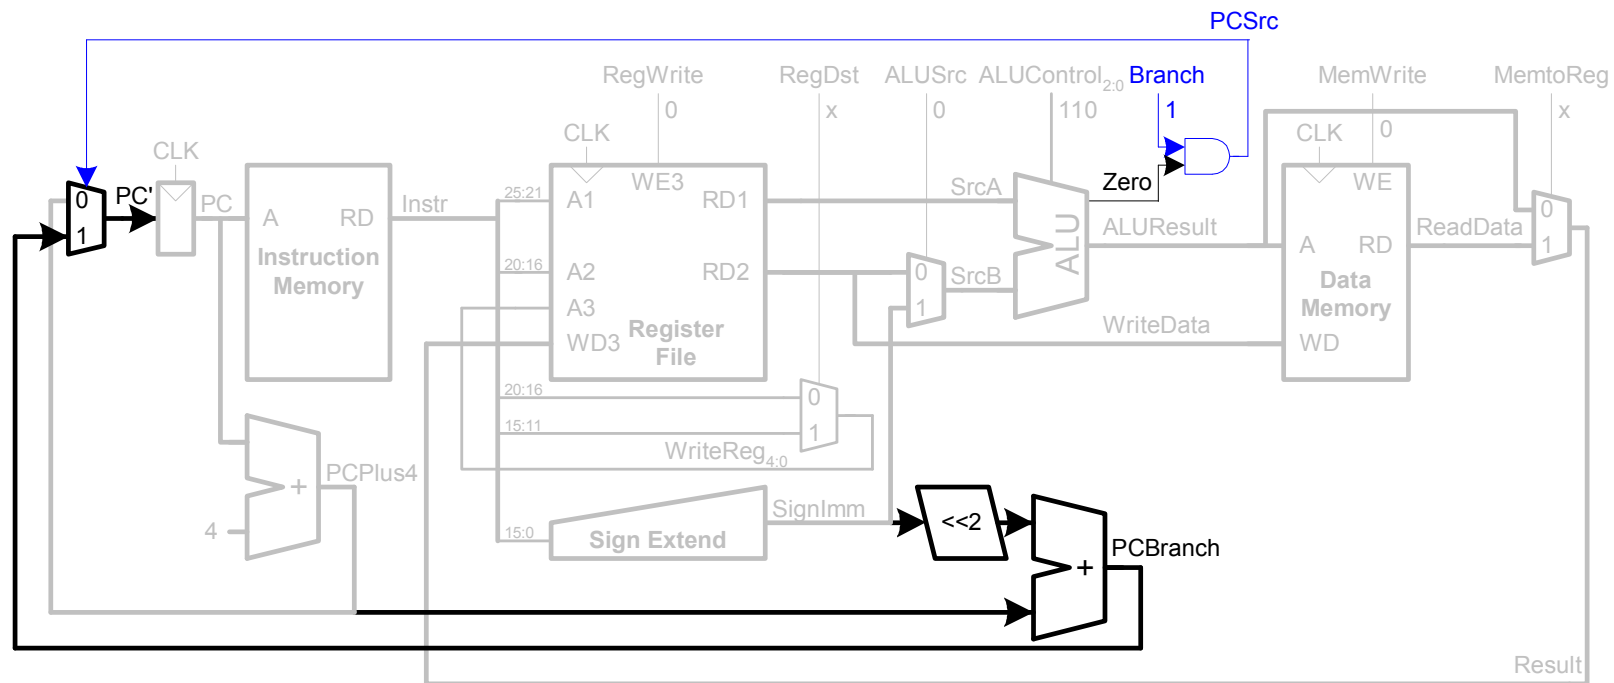 PCSrc
RegWrite RegDst ALUSrc ALUControl2:0 Branch MemWrite MemtoReg
0 x 0 110 1 0 x
CLK CLK CLK
PC' PC Instr
0
1
A RD
Instruction
Memory
25:21
20:16
A1 WE3 RD1
A2 RD2
A3
WD3
Register
File
SrcA
0
1
SrcB
ALU
Zero
ALUResult
WriteData
WE
A RD
Data
Memory
WD
ReadData
0
1
20:16
15:11
0
1
WriteReg4:0
PCPlus4
+
4
15:0
Sign Extend
SignImm
<<2
+
PCBranch
Result